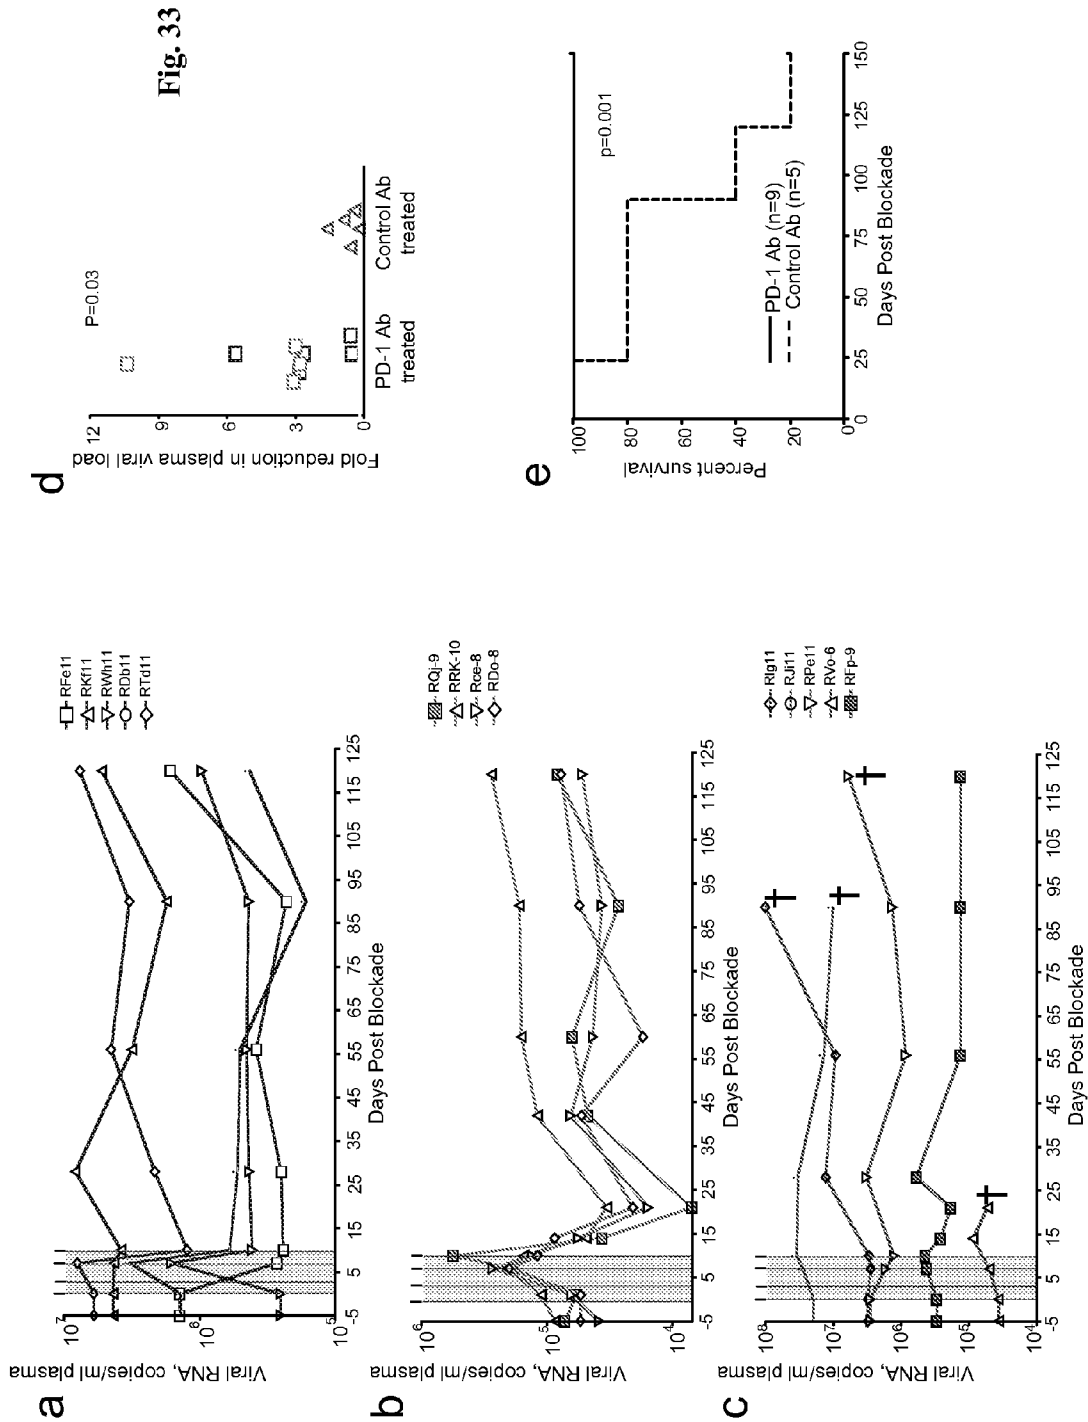 Fig. 33
a
Viral RNA, copies/ml plasma
10^7
10^6
10^5
-5
5
15
25
35
45
55
65
75
85
95
105
115
125
Days Post Blockade
RFe11
RKf11
RWh11
RDb11
RTd11
b
Viral RNA, copies/ml plasma
10^6
10^5
10^4
-5
5
15
25
35
45
55
65
75
85
95
105
115
125
Days Post Blockade
RQj-9
RRK-10
Rce-8
RDo-8
c
Viral RNA, copies/ml plasma
10^8
10^7
10^6
10^5
10^4
-5
5
15
25
35
45
55
65
75
85
95
105
115
125
Days Post Blockade
RIg11
RJi11
RPe11
RVo-6
RFp-9
d
Fold reduction in plasma viral load
12
9
6
3
0
P=0.03
PD-1 Ab
treated
Control Ab
treated
e
Percent survival
100
80
60
40
20
0
p=0.001
PD-1 Ab (n=9)
Control Ab (n=5)
0
25
50
75
100
125
150
Days Post Blockade